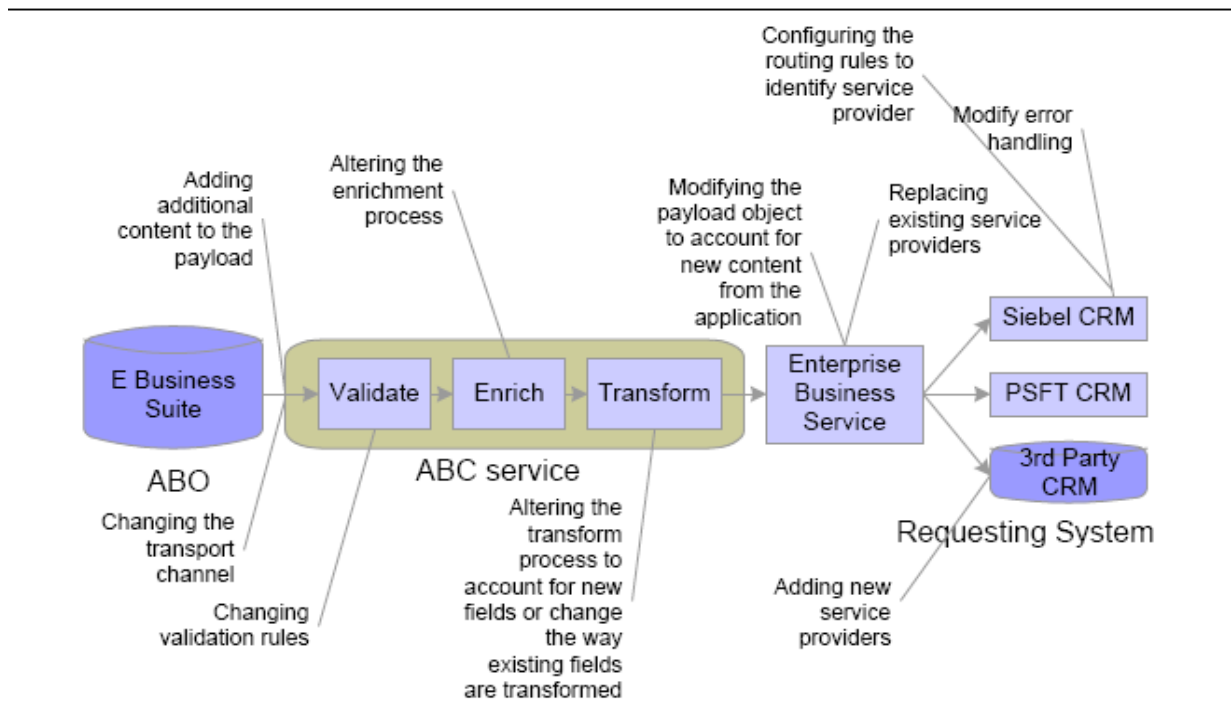 Configuring the
routing rules to
identify service
provider
Modify error
handling
Altering the
enrichment
process
Adding
additional
content to the
payload
Modifying the
payload object
to account for
new content
from the
application
Replacing
existing service
providers
E Business
Suite
Validate
Enrich
Transform
Enterprise
Business
Service
Siebel CRM
PSFT CRM
3rd Party
CRM
ABO
ABC service
Requesting System
Changing the
transport
channel
Changing
validation rules
Altering the
transform
process to
account for new
fields or change
the way
existing fields
are transformed
Adding new
service
providers